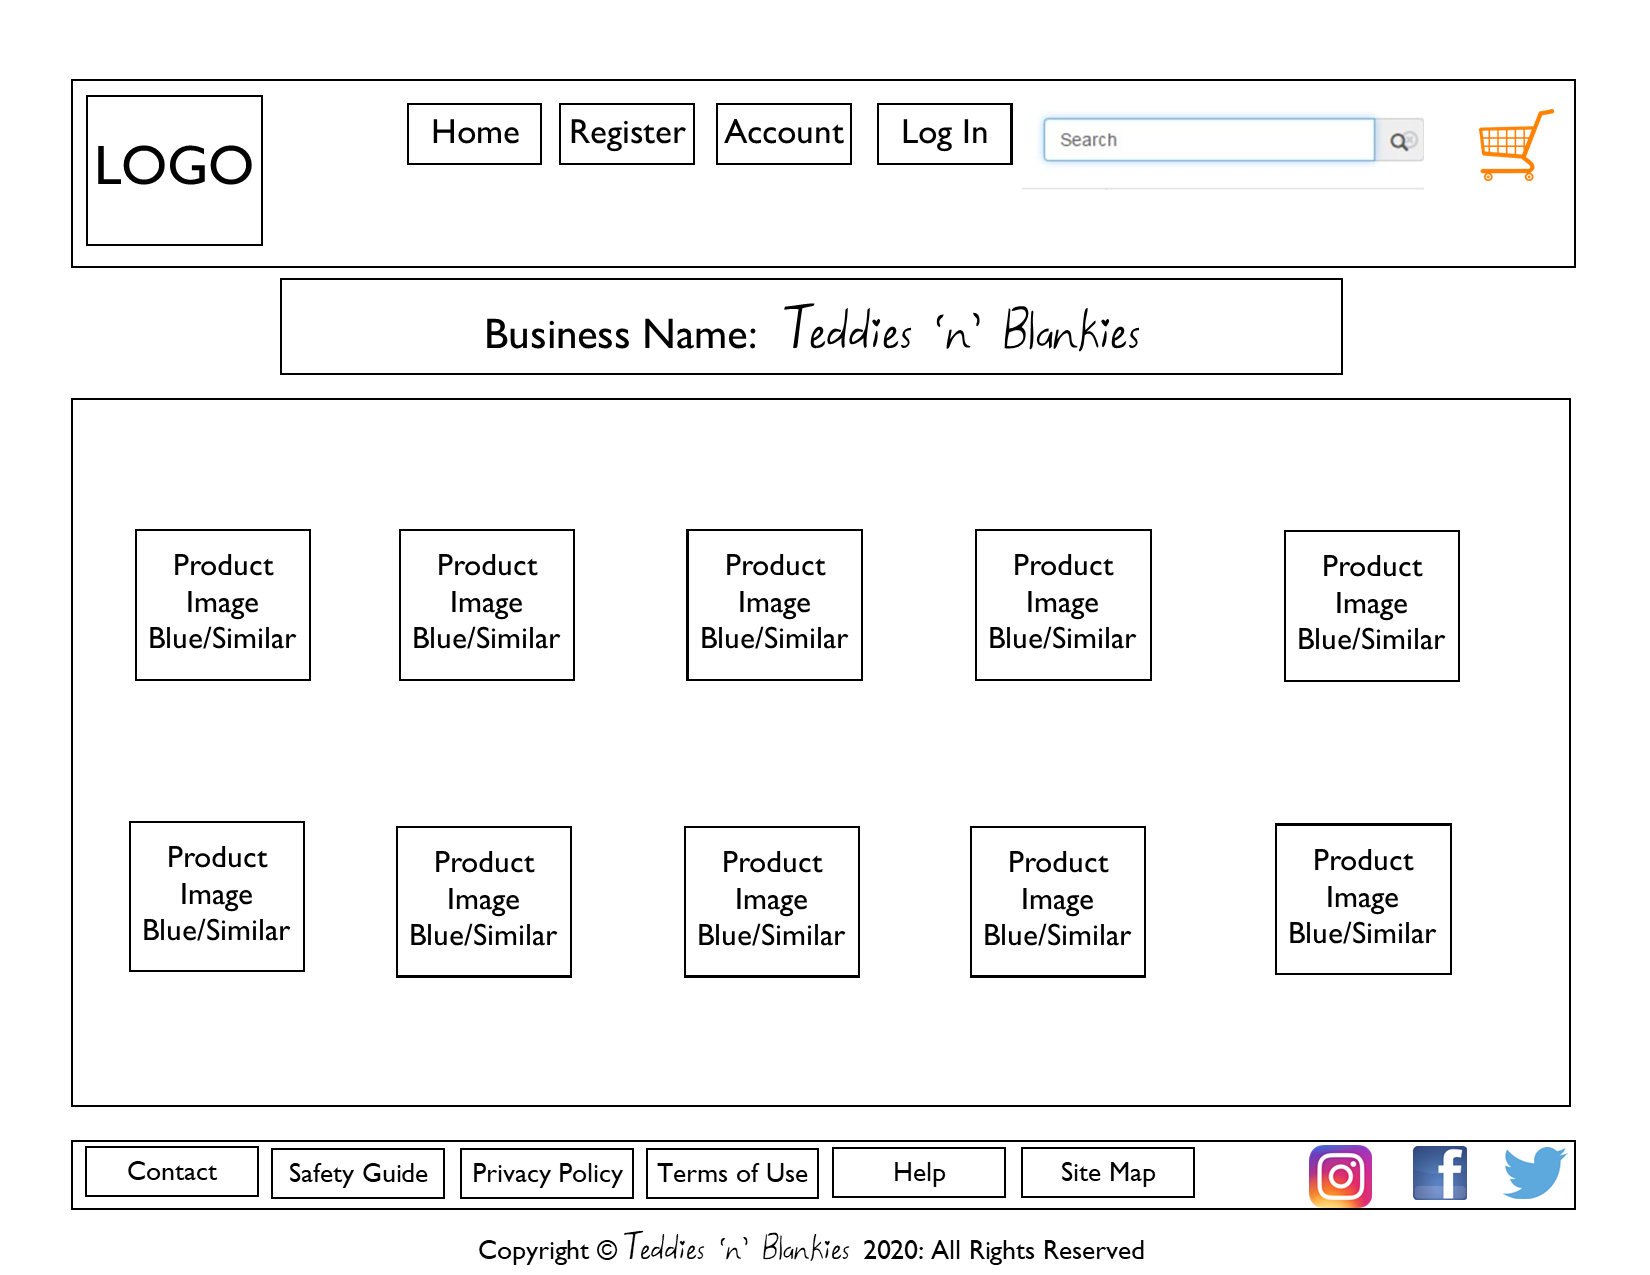 LOGO
Home
Register
Account
Log In
Search
Business Name: Teddies ‘n’ Blankies
Product
Image
Blue/Similar
Product
Image
Blue/Similar
Product
Image
Blue/Similar
Product
Image
Blue/Similar
Product
Image
Blue/Similar
Product
Image
Blue/Similar
Product
Image
Blue/Similar
Product
Image
Blue/Similar
Product
Image
Blue/Similar
Product
Image
Blue/Similar
Contact
Safety Guide
Privacy Policy
Terms of Use
Help
Site Map
Copyright © Teddies ‘n’ Blankies 2020: All Rights Reserved